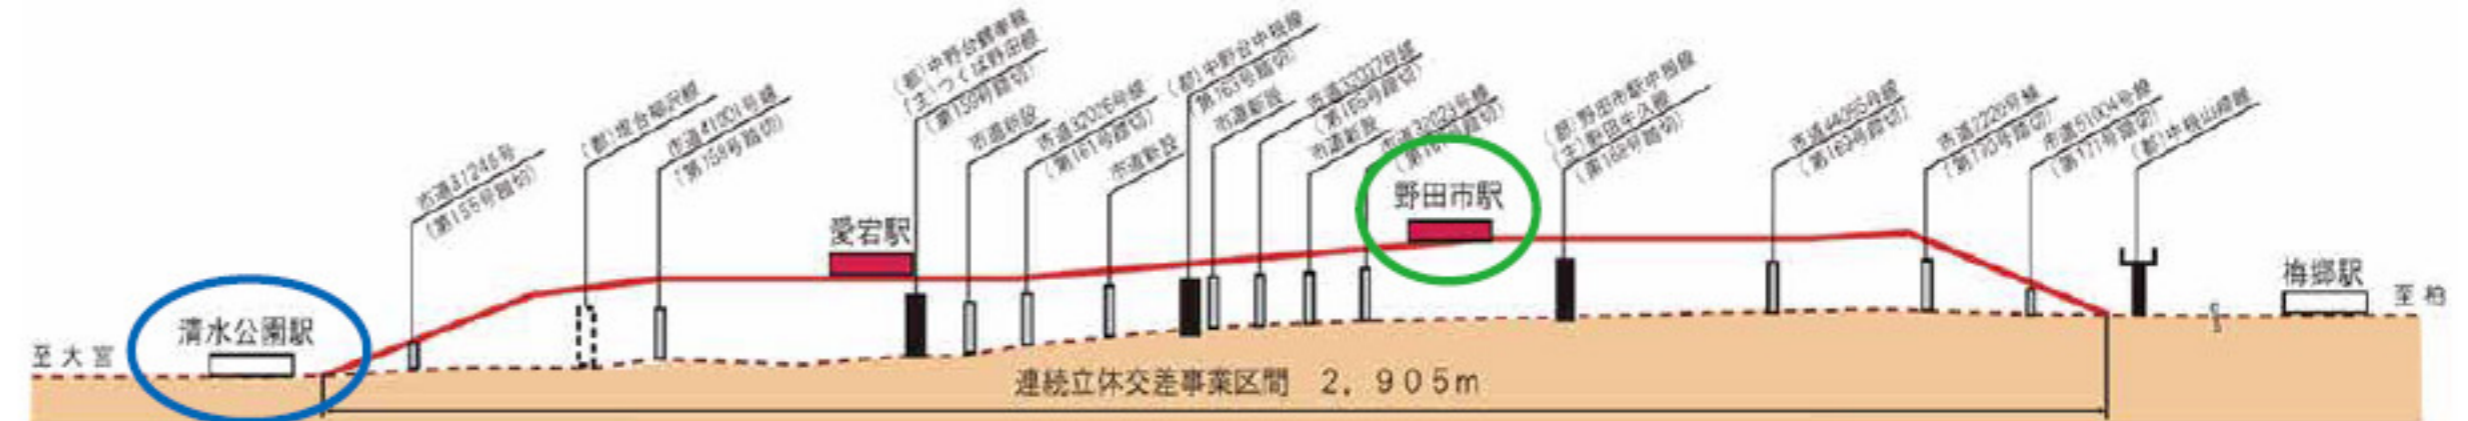 市道31246号
(第155号踏切)
(都)堤台柳沢線
市道41001号線
(第158号踏切)
愛宕駅
(都)中野台鶴奉線
(主)つくば野田線
(第159号踏切)
市道新設
市道32026号線
(第161号踏切)
市道新設
(都)中野台中根線
(第163号踏切)
市道新設
(第165号踏切)
市道新設
市道32023号線
野田市駅
(都)野田市駅中根線
(主)野田牛久線
(第168号踏切)
市道44065号線
(第169号踏切)
市道2220号線
(第170号踏切)
市道51004号線
(第171号踏切)
(都)中根山崎線
梅郷駅
至柏
清水公園駅
至大宮
連続立体交差事業区間 2,905m